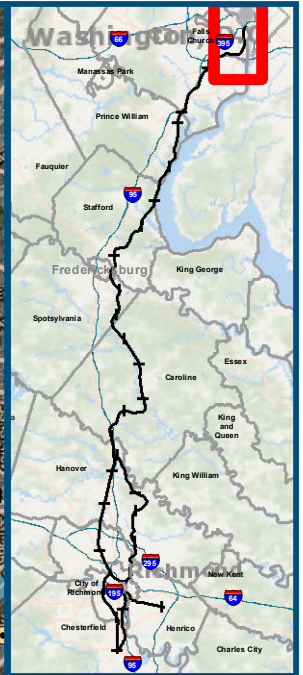 Washington
66
Falls
Church
395
Manassas Park
Prince William
Fauquier
95
Stafford
Fredericksburg
King George
Spotsylvania
Essex
Caroline
King
and
Queen
Hanover
King William
295
Richmond
New Kent
City of
Richmond
195
64
Chesterfield
Henrico
95
Charles City